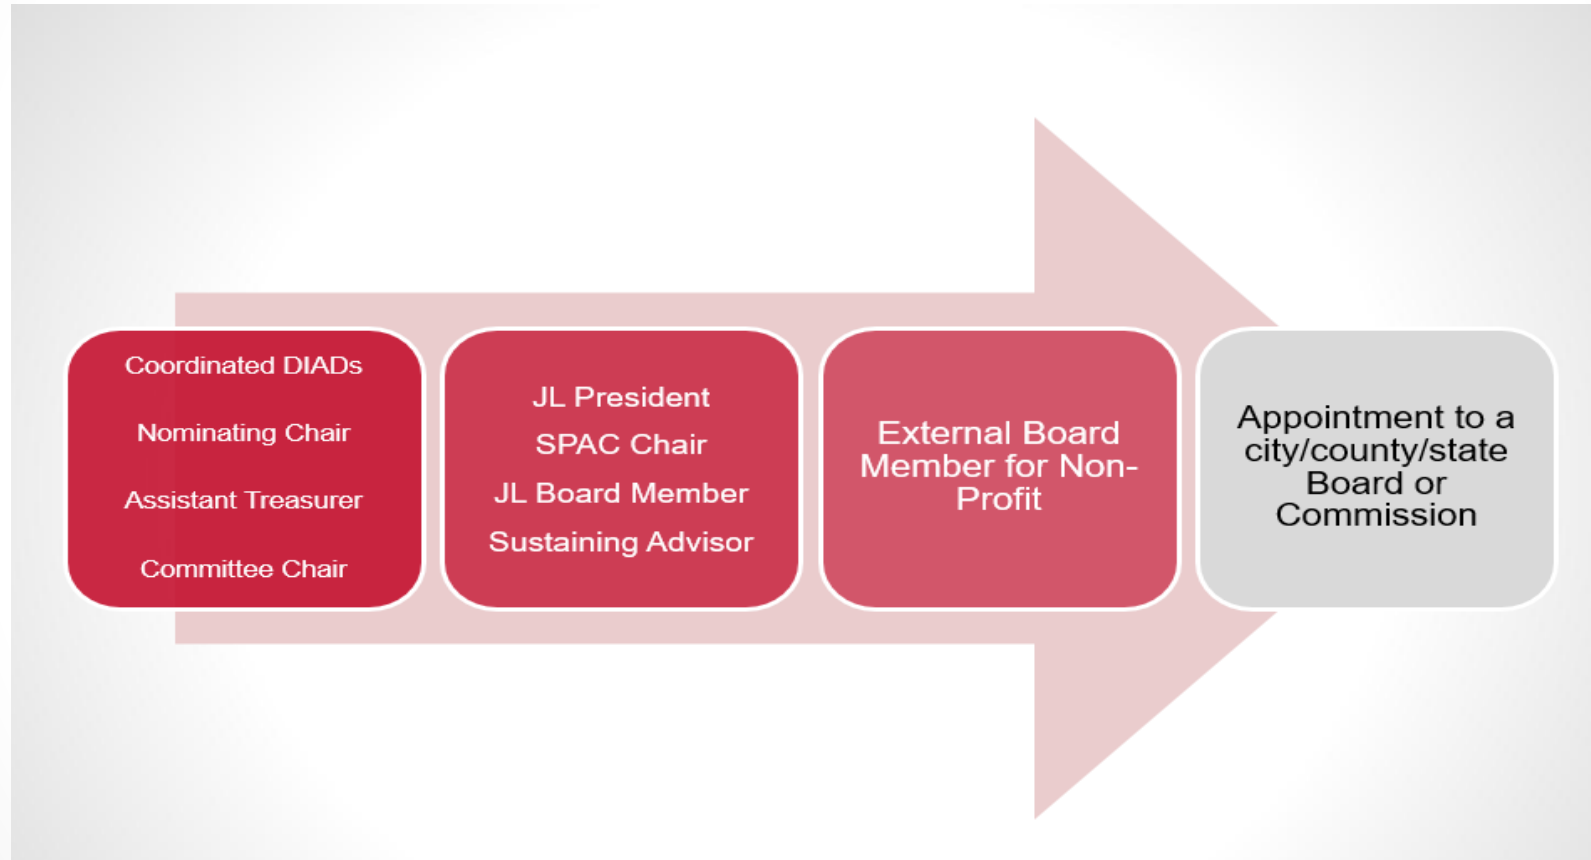 Coordinated DIADs
Nominating Chair
Assistant Treasurer
Committee Chair
JL President
SPAC Chair
JL Board Member
Sustaining Advisor
External Board
Member for Non-
Profit
Appointment to a
city/county/state
Board or
Commission